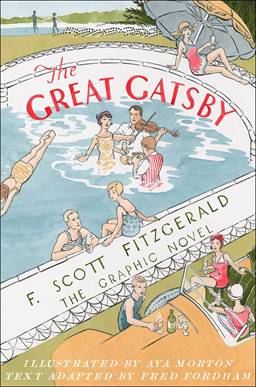 The
GREAT GATSBY
F. SCOTT FITZGERALD
THE GRAPHIC NOVEL
ILLUSTRATED BY AYA MORTON
TEXT ADAPTED BY FRED FORDHAM